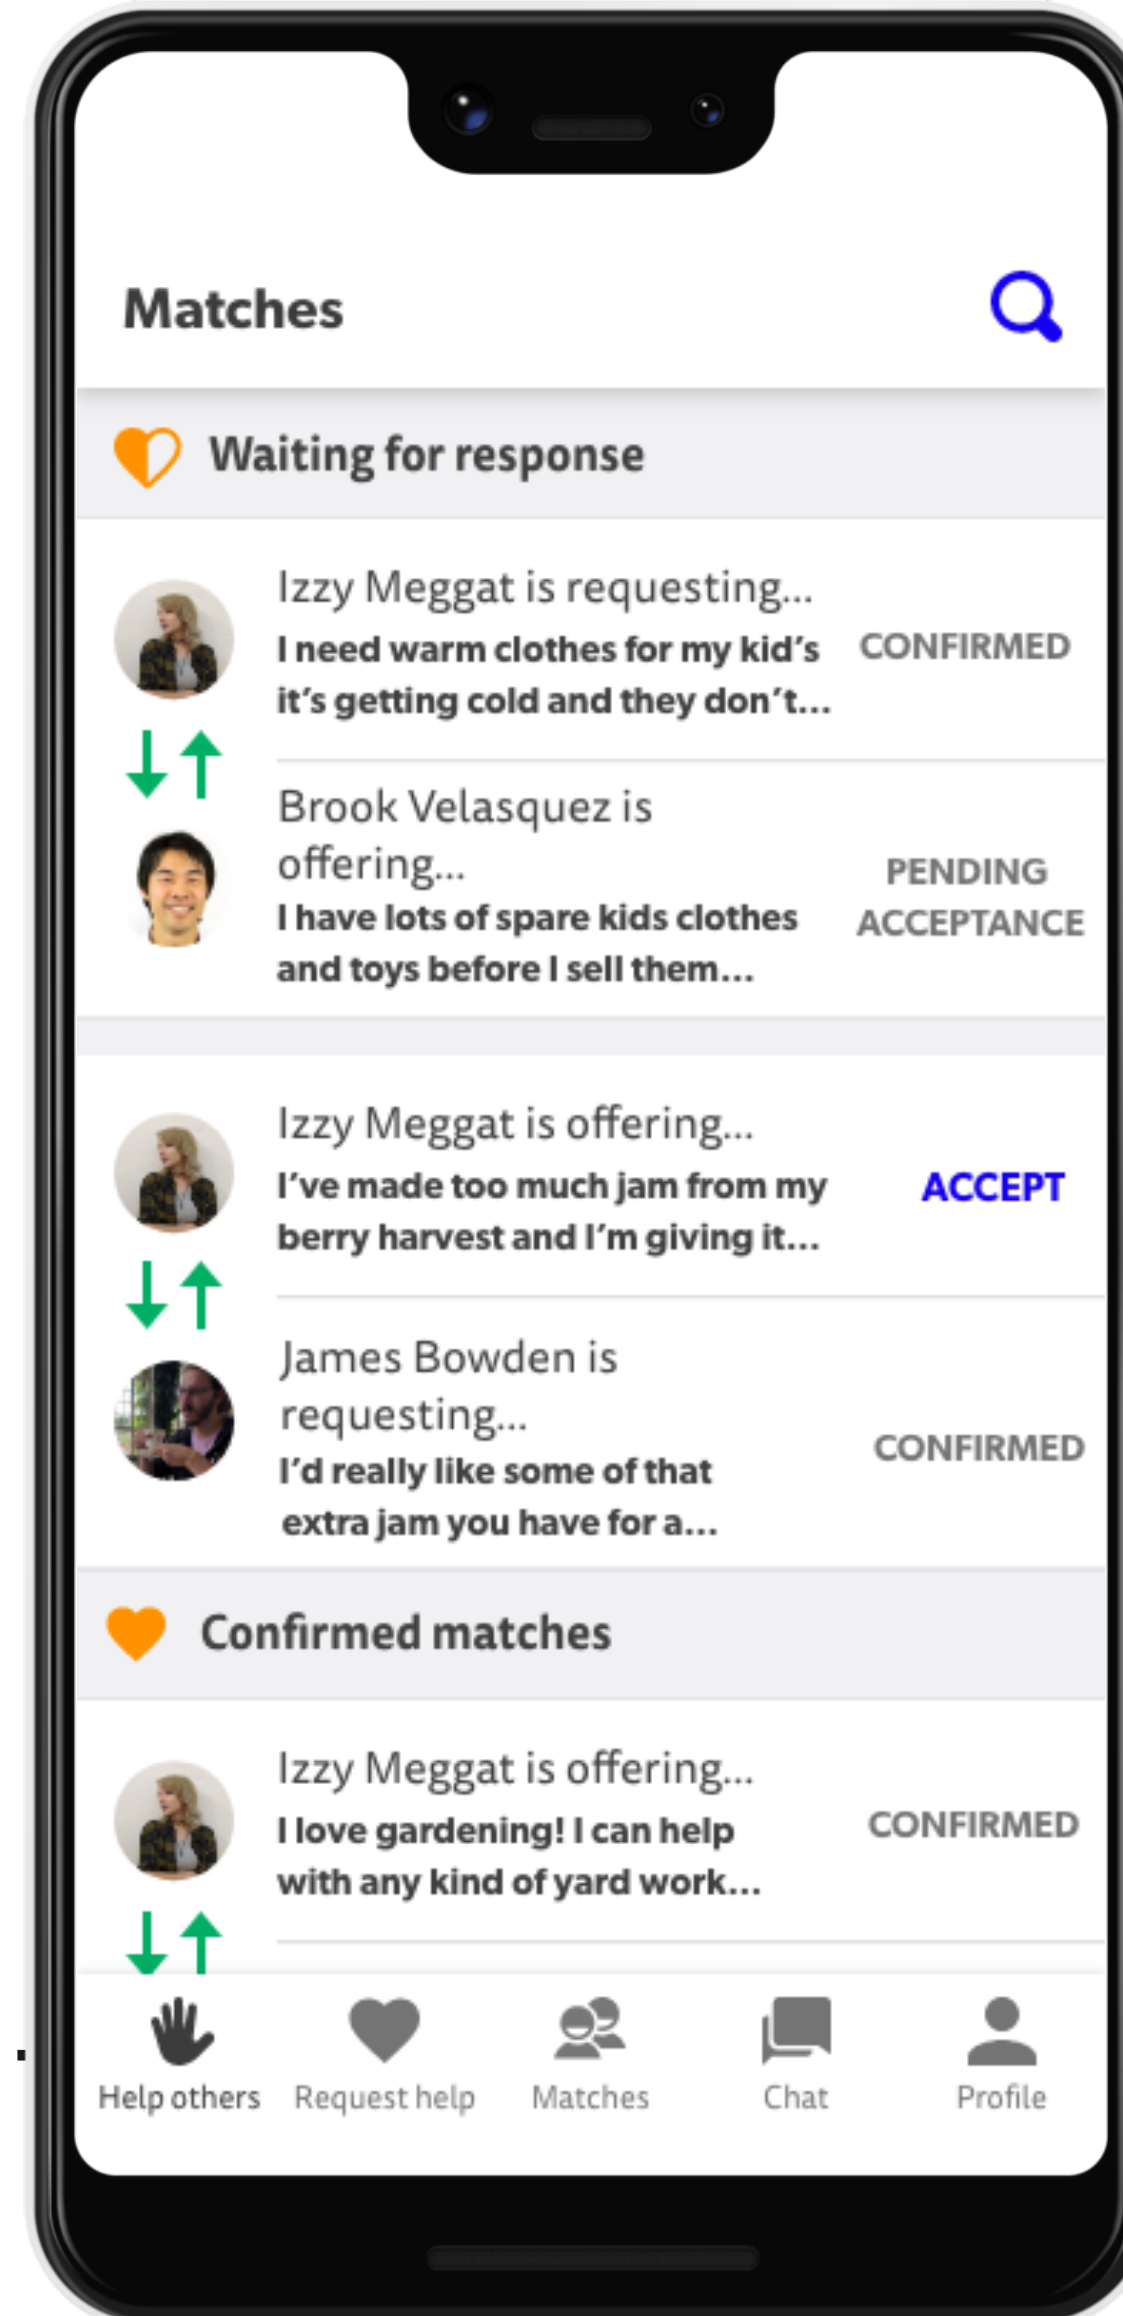 Matches
Waiting for response
Izzy Meggat is requesting...
I need warm clothes for my kid's
it's getting cold and they don't...
CONFIRMED
Brook Velasquez is
offering...
I have lots of spare kids clothes
and toys before I sell them...
PENDING
ACCEPTANCE
Izzy Meggat is offering...
I've made too much jam from my
berry harvest and I'm giving it...
ACCEPT
James Bowden is
requesting...
I'd really like some of that
extra jam you have for a...
CONFIRMED
Confirmed matches
Izzy Meggat is offering...
I love gardening! I can help
with any kind of yard work...
CONFIRMED
Help others
Request help
Matches
Chat
Profile